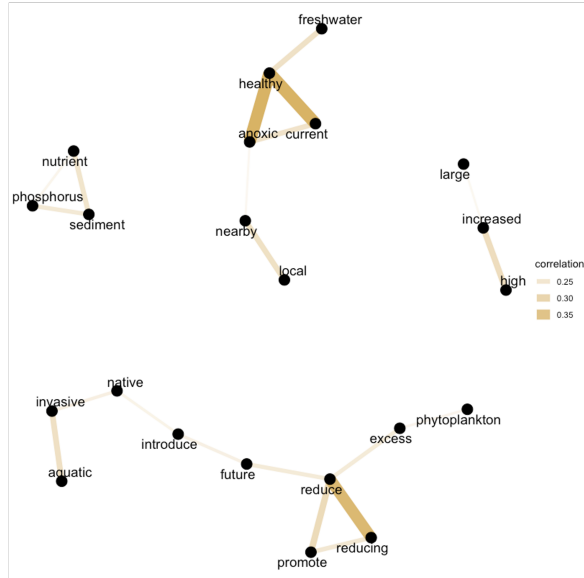 freshwater
healthy
anoxic
current
nutrient
large
phosphorus
sediment
nearby
increased
local
high
correlation
0.25
0.30
0.35
native
invasive
introduce
phytoplankton
excess
aquatic
future
reduce
reducing
promote